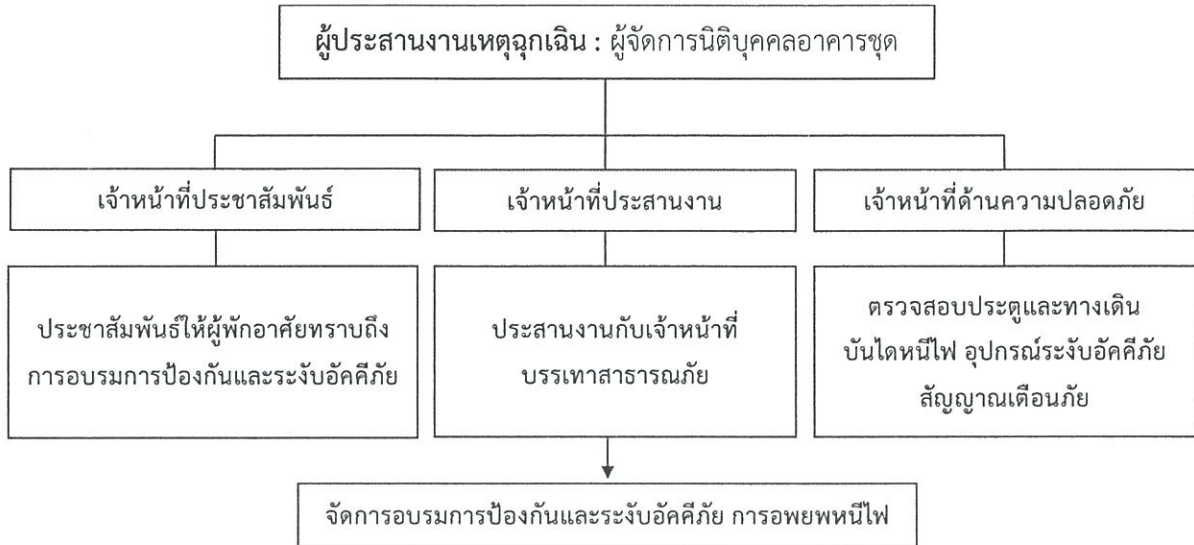 ผู้ประสานงานเหตุฉุกเฉิน : ผู้จัดการนิติบุคคลอาคารชุด
เจ้าหน้าที่ประชาสัมพันธ์
เจ้าหน้าที่ประสานงาน
เจ้าหน้าที่ด้านความปลอดภัย
ประชาสัมพันธ์ให้ผู้พักอาศัยทราบถึง
การอบรมการป้องกันและระงับอัคคีภัย
ประสานงานกับเจ้าหน้าที่
บรรเทาสาธารณภัย
ตรวจสอบประตูและทางเดิน
บันไดหนีไฟ อุปกรณ์ระงับอัคคีภัย
สัญญาณเตือนภัย
จัดการอบรมการป้องกันและระงับอัคคีภัย การอพยพหนีไฟ